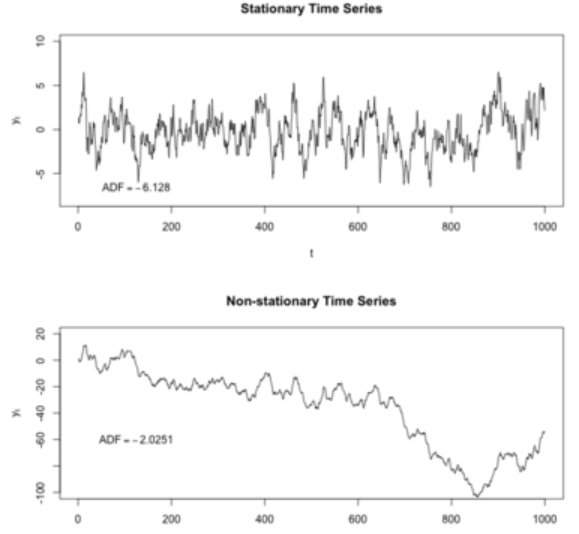 Stationary Time Series
10
5
0
-5
yt
ADF = −6.128
0 200 400 600 800 1000
t
Non-stationary Time Series
20
0
-20
-40
-60
-100
yt
ADF = −2.0251
0 200 400 600 800 1000